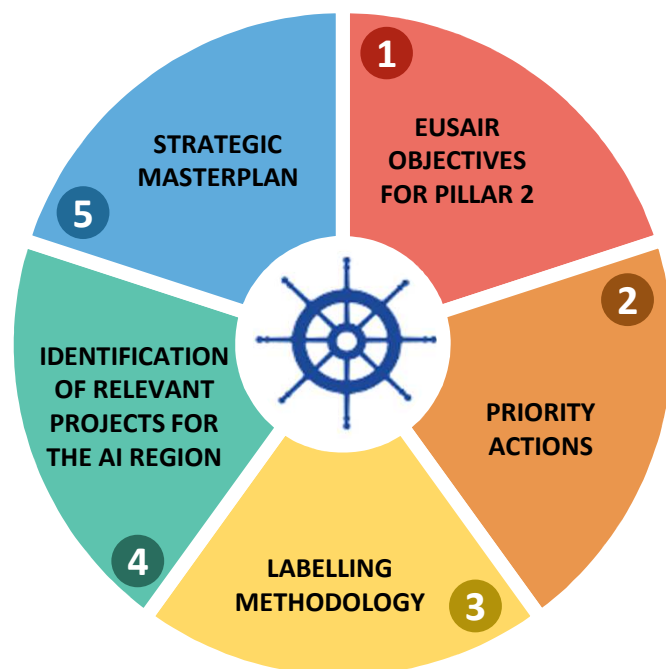 1
EUSAIR
OBJECTIVES
FOR PILLAR 2
2
PRIORITY
ACTIONS
3
LABELLING
METHODOLOGY
4
IDENTIFICATION
OF RELEVANT
PROJECTS FOR
THE AI REGION
5
STRATEGIC
MASTERPLAN